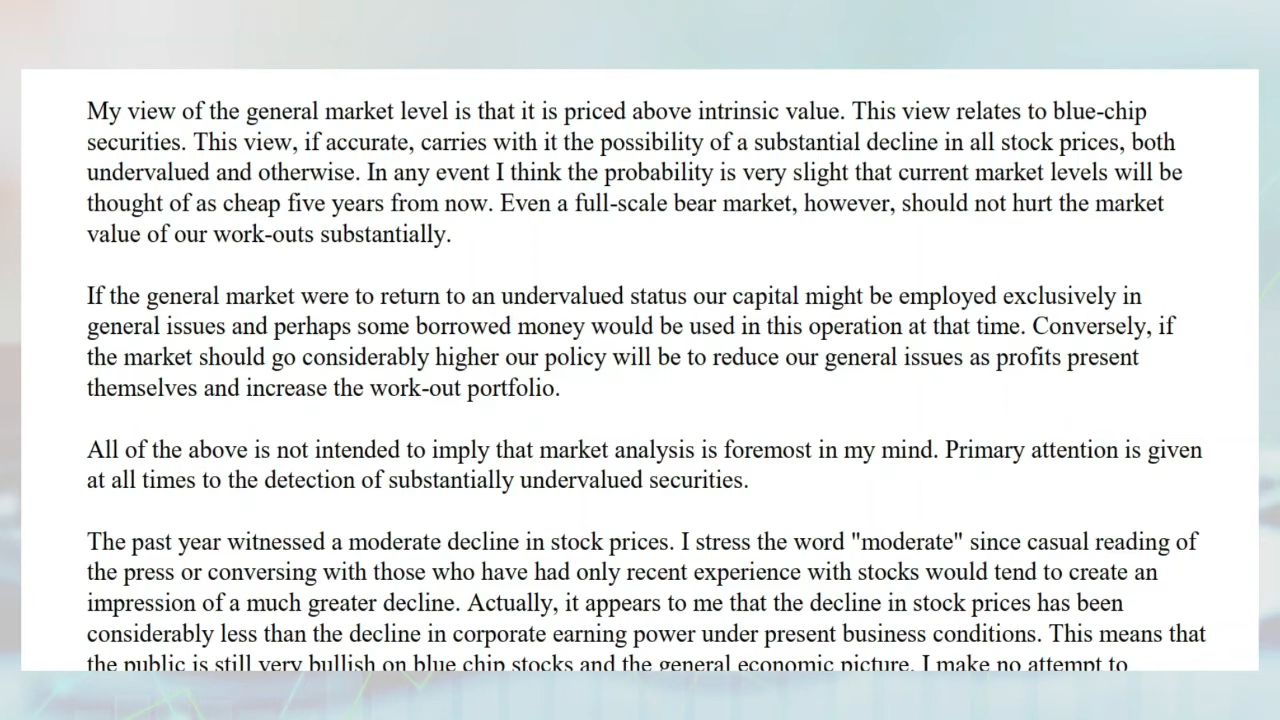 My view of the general market level is that it is priced above intrinsic value. This view relates to blue-chip
securities. This view, if accurate, carries with it the possibility of a substantial decline in all stock prices, both
undervalued and otherwise. In any event I think the probability is very slight that current market levels will be
thought of as cheap five years from now. Even a full-scale bear market, however, should not hurt the market
value of our work-outs substantially.
If the general market were to return to an undervalued status our capital might be employed exclusively in
general issues and perhaps some borrowed money would be used in this operation at that time. Conversely, if
the market should go considerably higher our policy will be to reduce our general issues as profits present
themselves and increase the work-out portfolio.
All of the above is not intended to imply that market analysis is foremost in my mind. Primary attention is given
at all times to the detection of substantially undervalued securities.
The past year witnessed a moderate decline in stock prices. I stress the word "moderate" since casual reading of
the press or conversing with those who have had only recent experience with stocks would tend to create an
impression of a much greater decline. Actually, it appears to me that the decline in stock prices has been
considerably less than the decline in corporate earning power under present business conditions. This means that
the public is still very bullish on blue chip stocks and the general economic picture. I make no attempt to